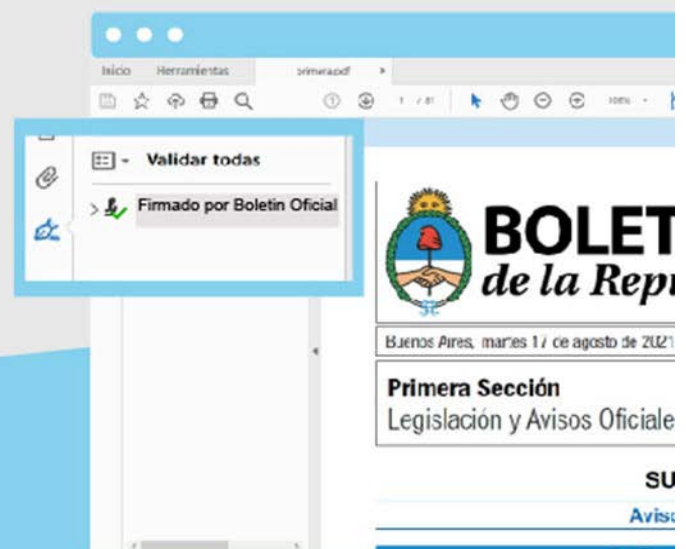 Inicio Herramientas primera.pdf ×
1 / 81 100%
Validar todas
Firmado por Boletin Oficial
BOLET
de la Repu
Buenos Aires, martes 17 de agosto de 2021
Primera Sección
Legislación y Avisos Oficiale
SU
Aviso